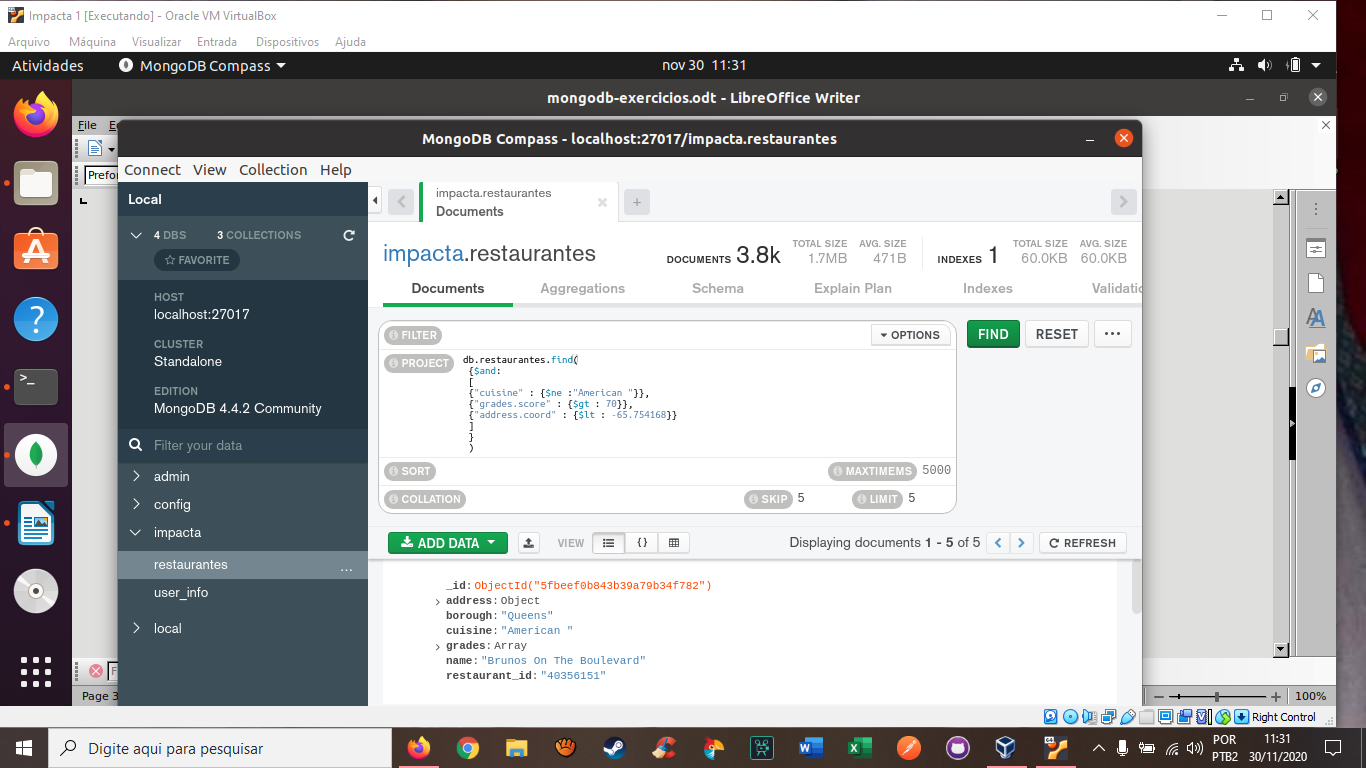 Impacta 1 [Executando] - Oracle VM VirtualBox
Arquivo Máquina Visualizar Entrada Dispositivos Ajuda
Atividades MongoDB Compass nov 30 11:31
mongodb-exercicios.odt - LibreOffice Writer
File
MongoDB Compass - localhost:27017/impacta.restaurantes
Connect View Collection Help
Local
impacta.restaurantes
Documents
4 DBS 3 COLLECTIONS
FAVORITE
impacta.restaurantes
DOCUMENTS 3.8k
TOTAL SIZE AVG. SIZE
1.7MB 471B
INDEXES 1
TOTAL SIZE AVG. SIZE
60.0KB 60.0KB
HOST
localhost:27017
CLUSTER
Standalone
EDITION
MongoDB 4.4.2 Community
Filter your data
admin
config
impacta
restaurantes ...
user_info
local
Documents Aggregations Schema Explain Plan Indexes Validatio
FILTER OPTIONS FIND RESET ...
PROJECT
db.restaurantes.find(
{$and:
[
{"cuisine" : {$ne :"American "}},
{"grades.score" : {$gt : 70}},
{"address.coord" : {$lt : -65.754168}}
]
}
)
SORT MAXTIMEMS 5000
COLLATION SKIP 5 LIMIT 5
ADD DATA VIEW {} Displaying documents 1 - 5 of 5 REFRESH
_id:ObjectId("5fbeef0b843b39a79b34f782")
address:Object
borough:"Queens"
cuisine:"American "
grades:Array
name:"Brunos On The Boulevard"
restaurant_id:"40356151"
Page 3
100%
Right Control
Digite aqui para pesquisar
POR
PTB2
11:31
30/11/2020